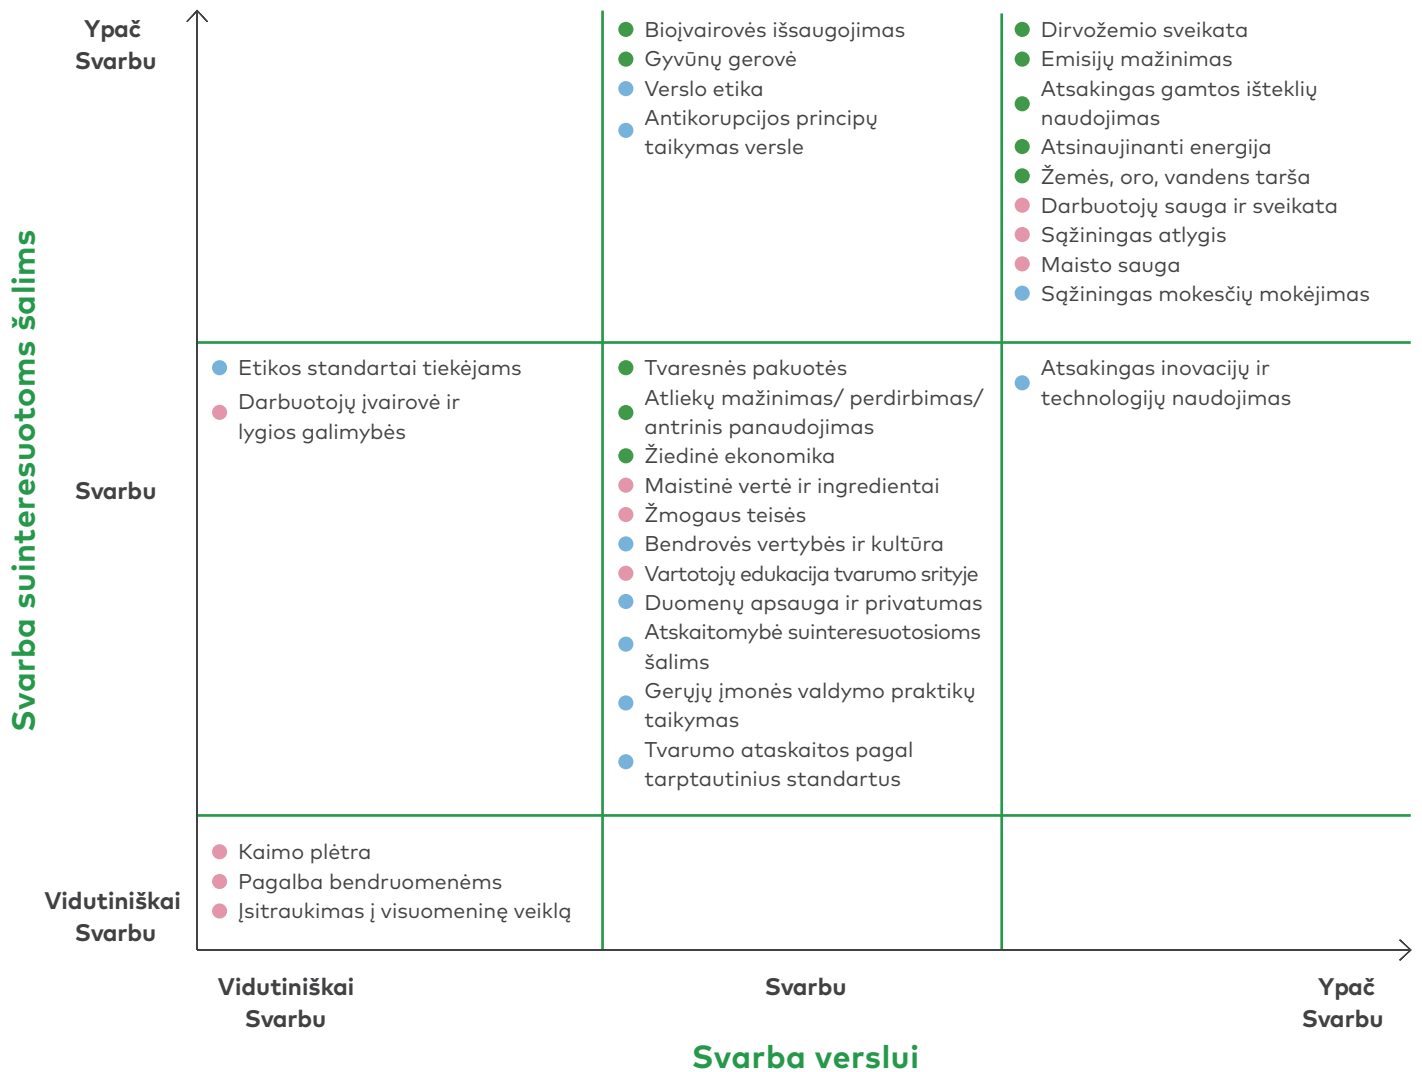 Ypač
Svarbu
Bioįvairovės išsaugojimas
Gyvūnų gerovė
Verslo etika
Antikorupcijos principų
taikymas versle
Dirvožemio sveikata
Emisijų mažinimas
Atsakingas gamtos išteklių
naudojimas
Atsinaujinanti energija
Žemės, oro, vandens tarša
Darbuotojų sauga ir sveikata
Sąžiningas atlygis
Maisto sauga
Sąžiningas mokesčių mokėjimas
Svarba suinteresuotoms šalims
Svarbu
Etikos standartai tiekėjams
Darbuotojų įvairovė ir
lygios galimybės
Tvaresnės pakuotės
Atliekų mažinimas/ perdirbimas/
antrinis panaudojimas
Žiedinė ekonomika
Maistinė vertė ir ingredientai
Žmogaus teisės
Bendrovės vertybės ir kultūra
Vartotojų edukacija tvarumo srityje
Duomenų apsauga ir privatumas
Atskaitomybė suinteresuotosioms
šalims
Gerųjų įmonės valdymo praktikų
taikymas
Tvarumo ataskaitos pagal
tarptautinius standartus
Atsakingas inovacijų ir
technologijų naudojimas
Vidutiniškai
Svarbu
Kaimo plėtra
Pagalba bendruomenėms
Įsitraukimas į visuomeninę veiklą
Vidutiniškai
Svarbu
Svarbu
Ypač
Svarbu
Svarba verslui